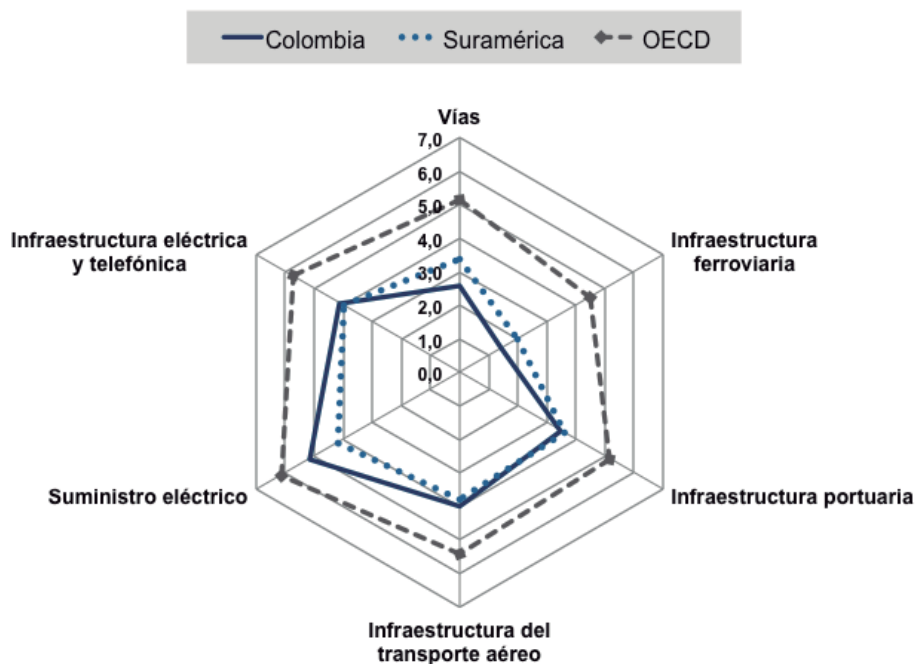 Colombia Suramérica OECD
Vías
7,0
6,0
5,0
4,0
3,0
2,0
1,0
0,0
Infraestructura eléctrica
y telefónica
Infraestructura
ferroviaria
Suministro eléctrico
Infraestructura portuaria
Infraestructura del
transporte aéreo